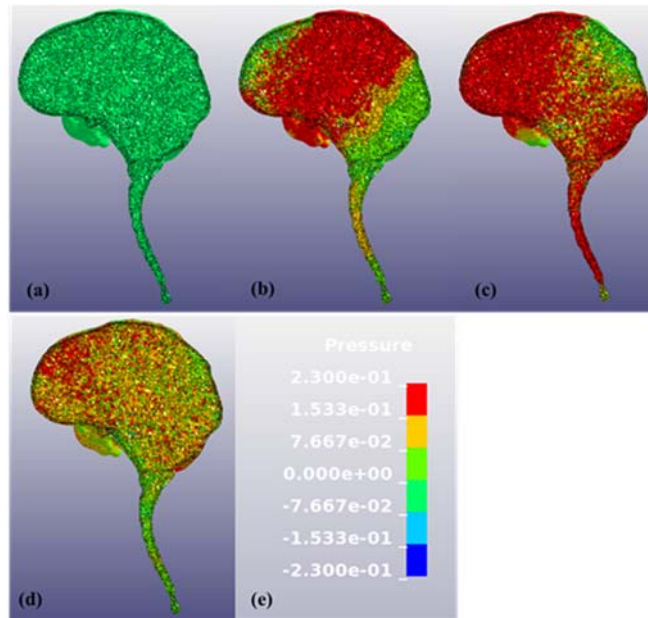 (a)
(b)
(c)
(d)
(e)
Pressure
2.300e-01
1.533e-01
7.667e-02
0.000e+00
-7.667e-02
-1.533e-01
-2.300e-01